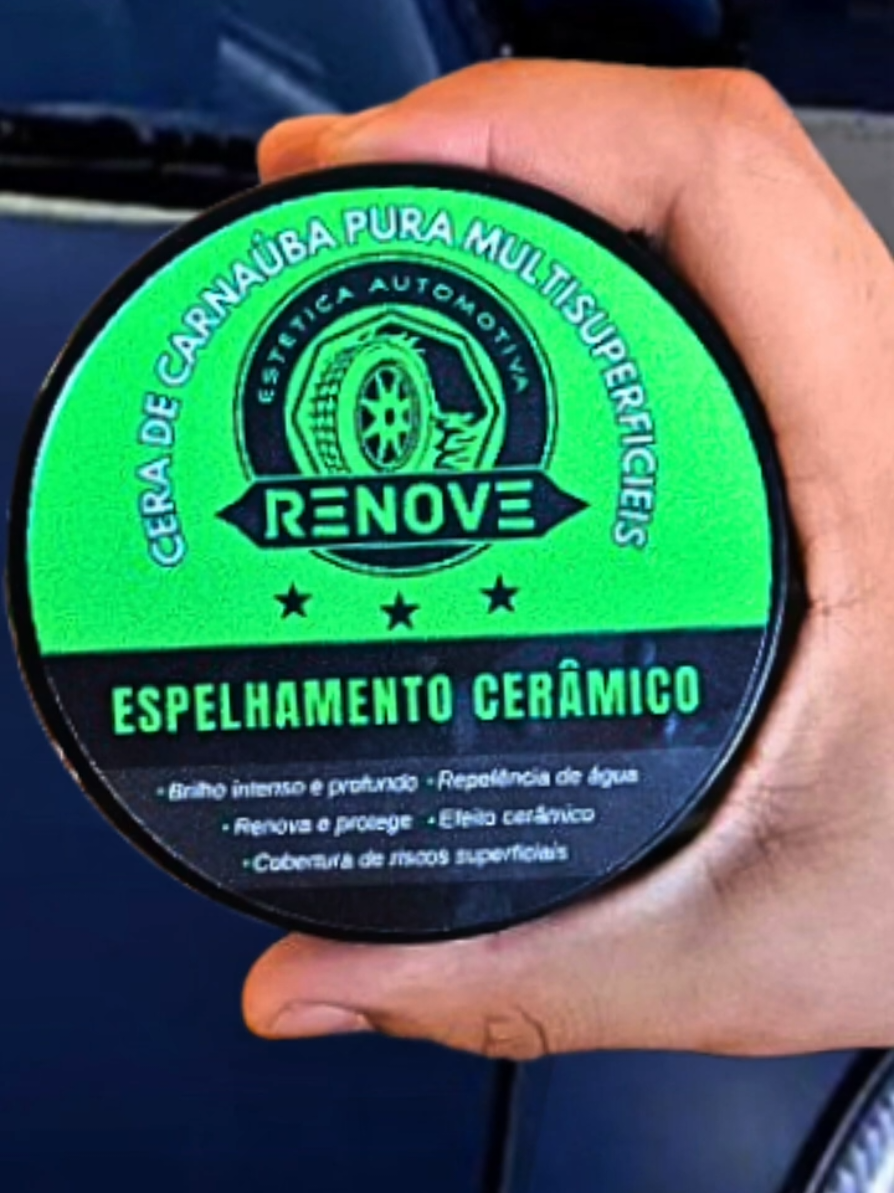 CERA DE CARNAÚBA PURA MULTISUPERFICIEIS
ESTETICA AUTOMOTIVA
RENOVE
ESPELHAMENTO CERÂMICO
• Brilho intenso e profundo • Repelência de água
• Renova e protege • Efeito cerâmico
• Cobertura de riscos superficiais